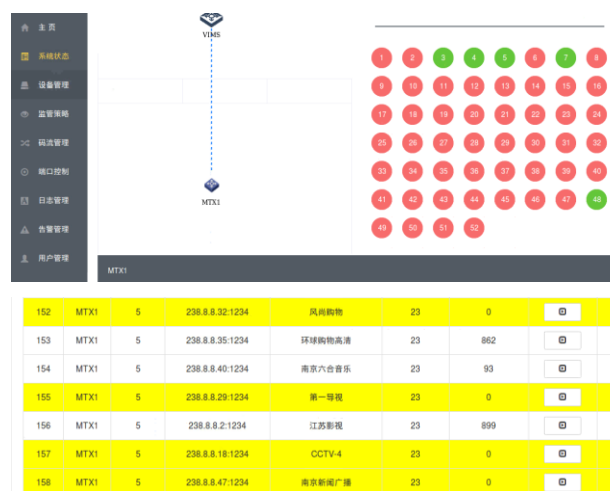 主 页
系统状态
设备管理
监管策略
码流管理
端口控制
日志管理
告警管理
用户管理
VIMS
MTX1
1 2 3 4 5 6 7 8
9 10 11 12 13 14 15 16
17 18 19 20 21 22 23 24
25 26 27 28 29 30 31 32
33 34 35 36 37 38 39 40
41 42 43 44 45 46 47 48
49 50 51 52
MTX1
152 MTX1 5 238.8.8.32:1234 风尚购物 23 0
153 MTX1 5 238.8.8.35:1234 环球购物高清 23 862
154 MTX1 5 238.8.8.40:1234 南京六合音乐 23 93
155 MTX1 5 238.8.8.29:1234 第一导视 23 0
156 MTX1 5 238.8.8.2:1234 江苏影视 23 899
157 MTX1 5 238.8.8.18:1234 CCTV-4 23 0
158 MTX1 5 238.8.8.47:1234 南京新闻广播 23 0